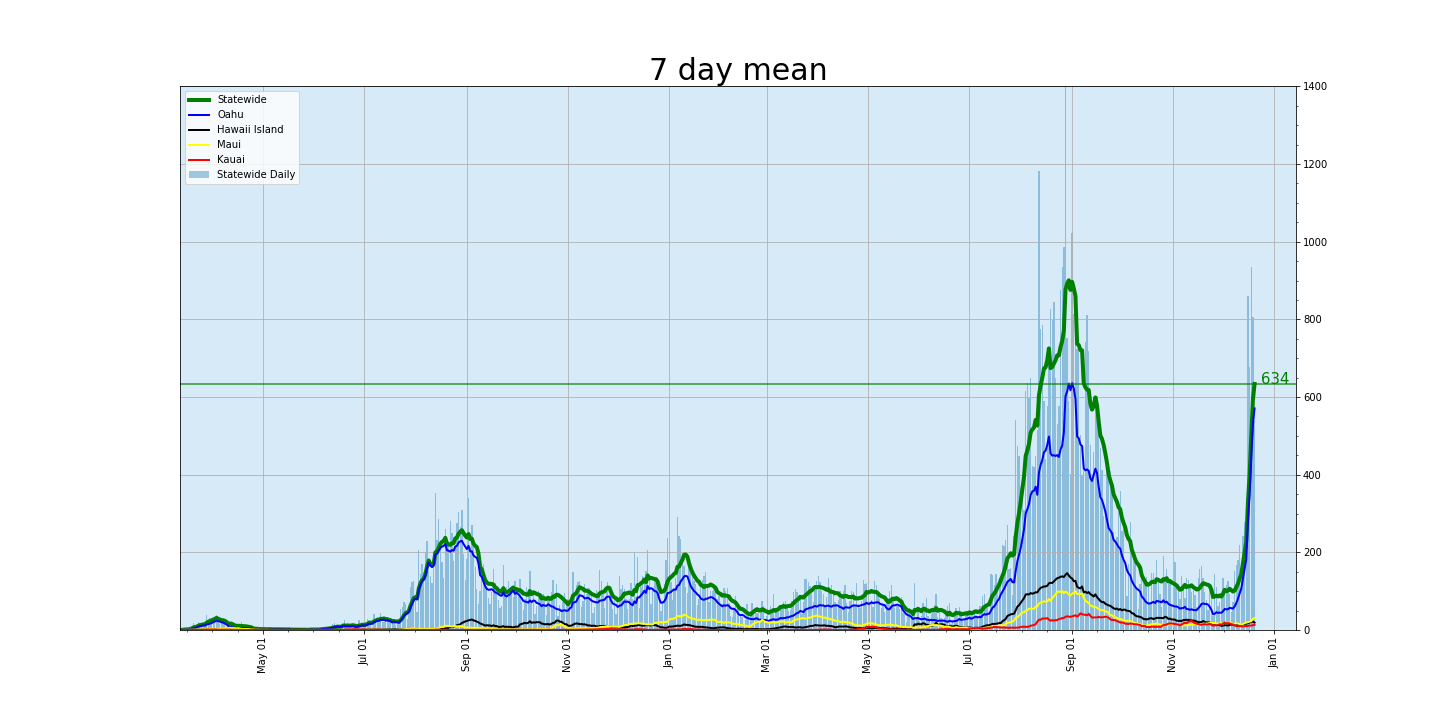 7 day mean
Statewide
Oahu
Hawaii Island
Maui
Kauai
Statewide Daily
1400
1200
1000
800
634
600
400
200
0
May 01
Jul 01
Sep 01
Nov 01
Jan 01
Mar 01
May 01
Jul 01
Sep 01
Nov 01
Jan 01